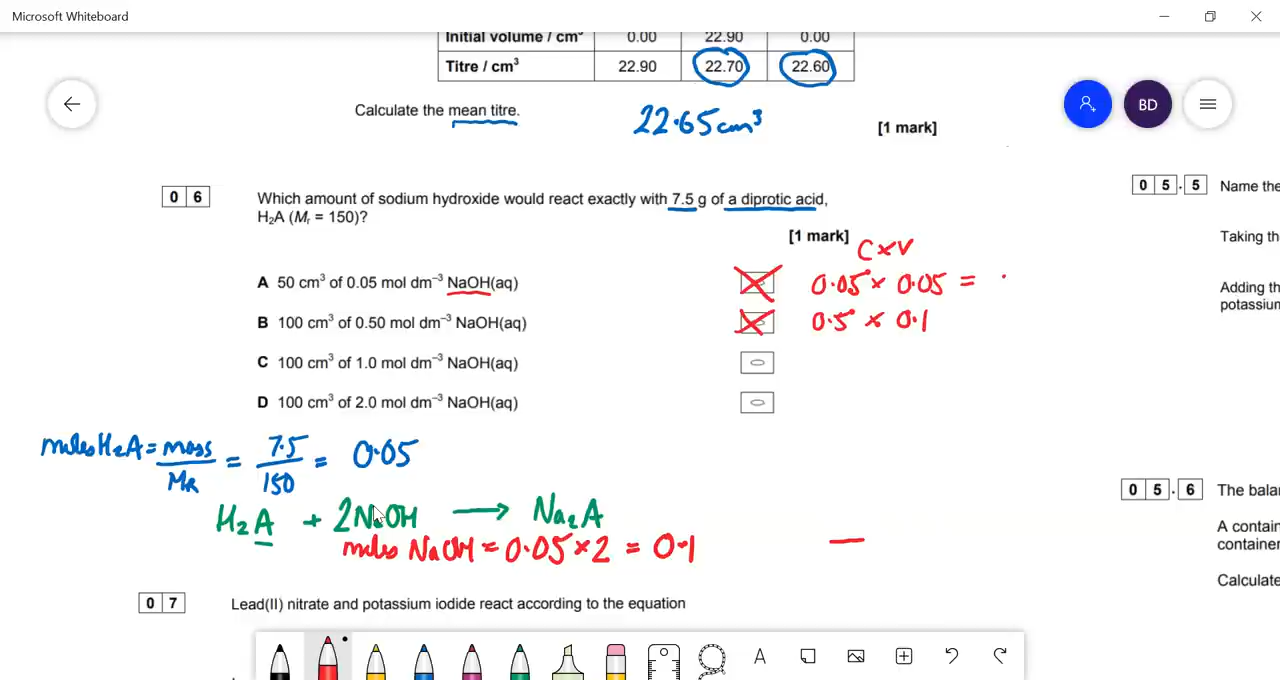 Microsoft Whiteboard
Initial volume / cm³ 0.00 22.90 0.00
Titre / cm³ 22.90 22.70 22.60
Calculate the mean titre. 22.65cm³
[1 mark]
BD
0 6 Which amount of sodium hydroxide would react exactly with 7.5 g of a diprotic acid,
H₂A (Mᵣ = 150)?
[1 mark]
C × V
A 50 cm³ of 0.05 mol dm⁻³ NaOH(aq) 0.05 × 0.05 =
B 100 cm³ of 0.50 mol dm⁻³ NaOH(aq) 0.5 × 0.1
C 100 cm³ of 1.0 mol dm⁻³ NaOH(aq)
D 100 cm³ of 2.0 mol dm⁻³ NaOH(aq)
moles H₂A = mass / MR = 7.5 / 150 = 0.05
H₂A + 2NaOH → Na₂A
moles NaOH = 0.05 × 2 = 0.1
0 7 Lead(II) nitrate and potassium iodide react according to the equation
0 5 . 5 Name the
Taking th
Adding th
potassium
0 5 . 6 The balan
A contain
container
Calculate
A